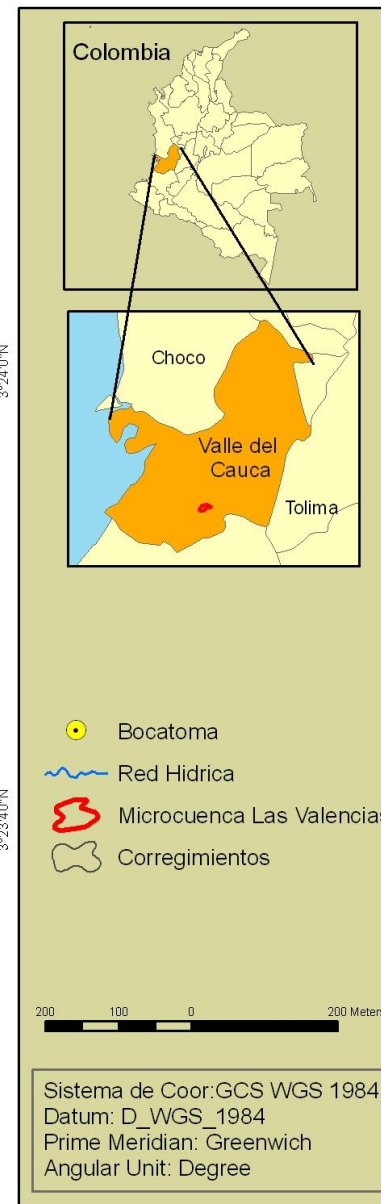 Colombia
3°24'0"N
Choco
Valle del
Cauca
Tolima
Bocatoma
Red Hidrica
3°23'40"N
Microcuenca Las Valencias
Corregimientos
200 100 0 200 Meters
Sistema de Coor:GCS WGS 1984
Datum: D_WGS_1984
Prime Meridian: Greenwich
Angular Unit: Degree